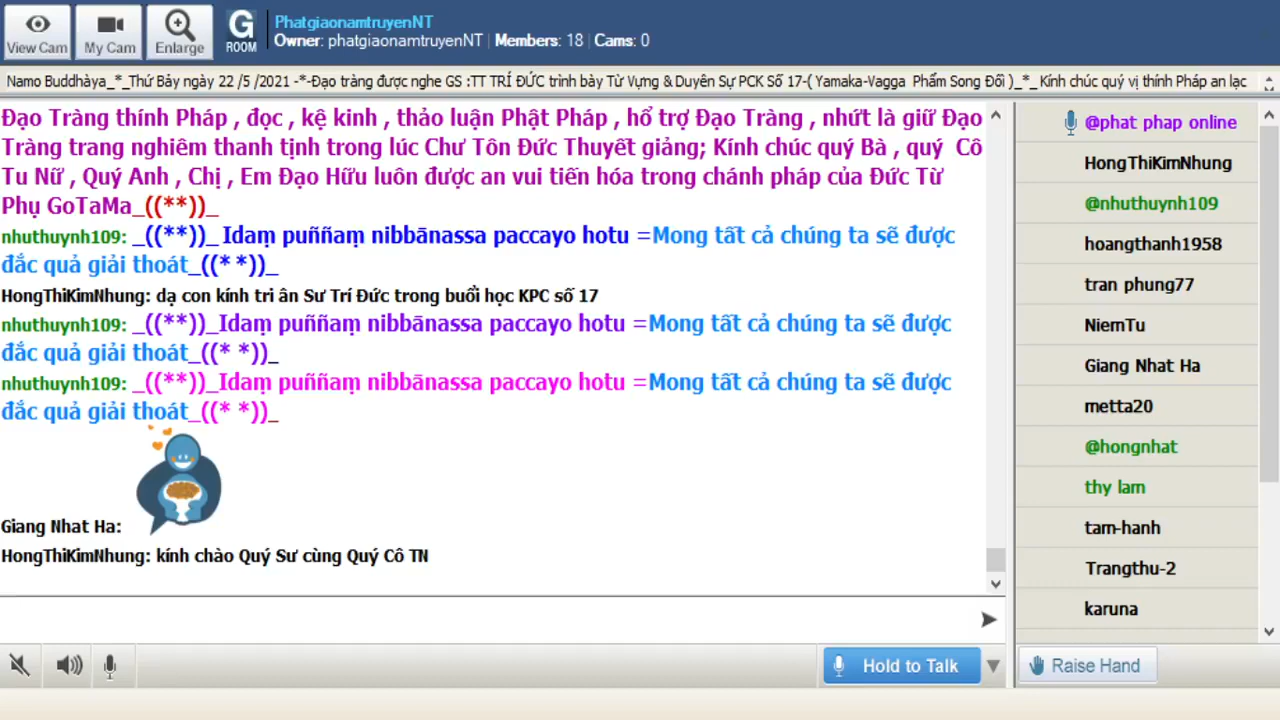 View Cam
My Cam
Enlarge
G
ROOM
PhatgiaonamtruyenNT
Owner: phatgiaonamtruyenNT | Members: 18 | Cams: 0
Namo Buddhàya_*_Thứ Bảy ngày 22 /5 /2021 -*-Đạo tràng được nghe GS :TT TRÍ ĐỨC trình bày Từ Vựng & Duyên Sự PCK Số 17-( Yamaka-Vagga Phẩm Song Đối )_*_ Kính chúc quý vị thính Pháp an lạc
Đạo Tràng thính Pháp , đọc , kệ kinh , thảo luận Phật Pháp , hổ trợ Đạo Tràng , nhứt là giữ Đạo
Tràng trang nghiêm thanh tịnh trong lúc Chư Tôn Đức Thuyết giảng; Kính chúc quý Bà , quý Cô
Tu Nữ , Quý Anh , Chị , Em Đạo Hữu luôn được an vui tiến hóa trong chánh pháp của Đức Từ
Phụ GoTaMa_((**))_
nhuthuynh109: _((**))_ Idaṃ puññaṃ nibbānassa paccayo hotu =Mong tất cả chúng ta sẽ được
đắc quả giải thoát_((* *))_
HongThiKimNhung: dạ con kính tri ân Sư Trí Đức trong buổi học KPC số 17
nhuthuynh109: _((**))_Idaṃ puññaṃ nibbānassa paccayo hotu =Mong tất cả chúng ta sẽ được
đắc quả giải thoát_((* *))_
nhuthuynh109: _((**))_Idaṃ puññaṃ nibbānassa paccayo hotu =Mong tất cả chúng ta sẽ được
đắc quả giải thoát_((* *))_
Giang Nhat Ha:
HongThiKimNhung: kính chào Quý Sư cùng Quý Cô TN
@phat phap online
HongThiKimNhung
@nhuthuynh109
hoangthanh1958
tran phung77
NiemTu
Giang Nhat Ha
metta20
@hongnhat
thy lam
tam-hanh
Trangthu-2
karuna
Hold to Talk
Raise Hand